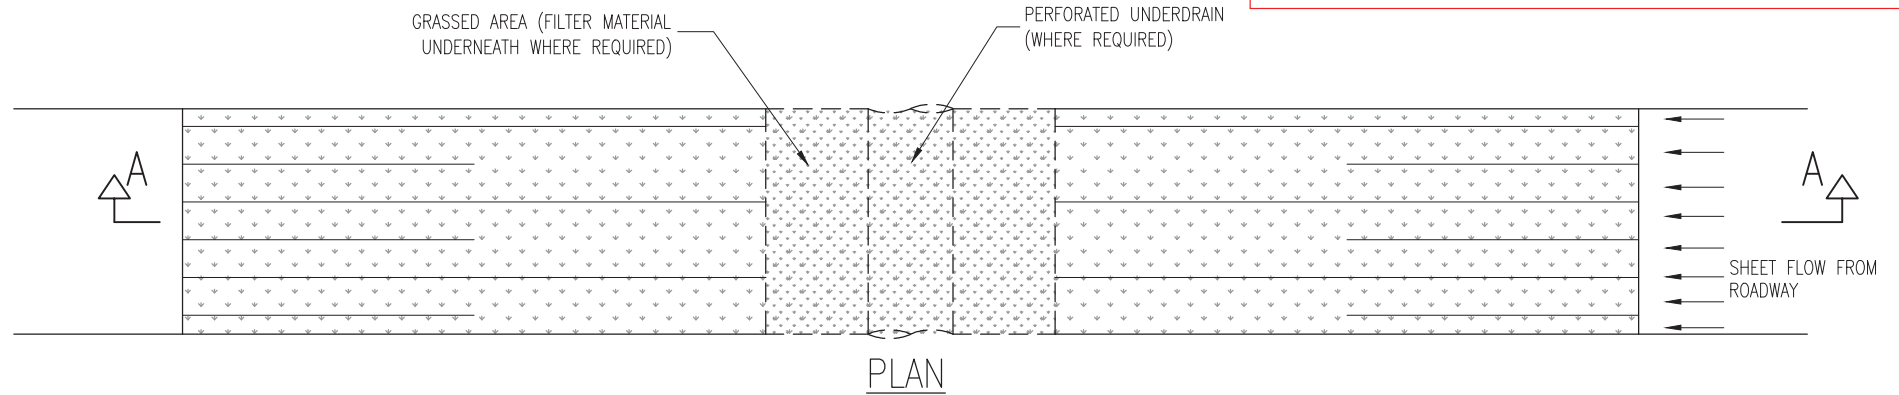 GRASSED AREA (FILTER MATERIAL
UNDERNEATH WHERE REQUIRED)
PERFORATED UNDERDRAIN
(WHERE REQUIRED)
A
A
SHEET FLOW FROM
ROADWAY
PLAN